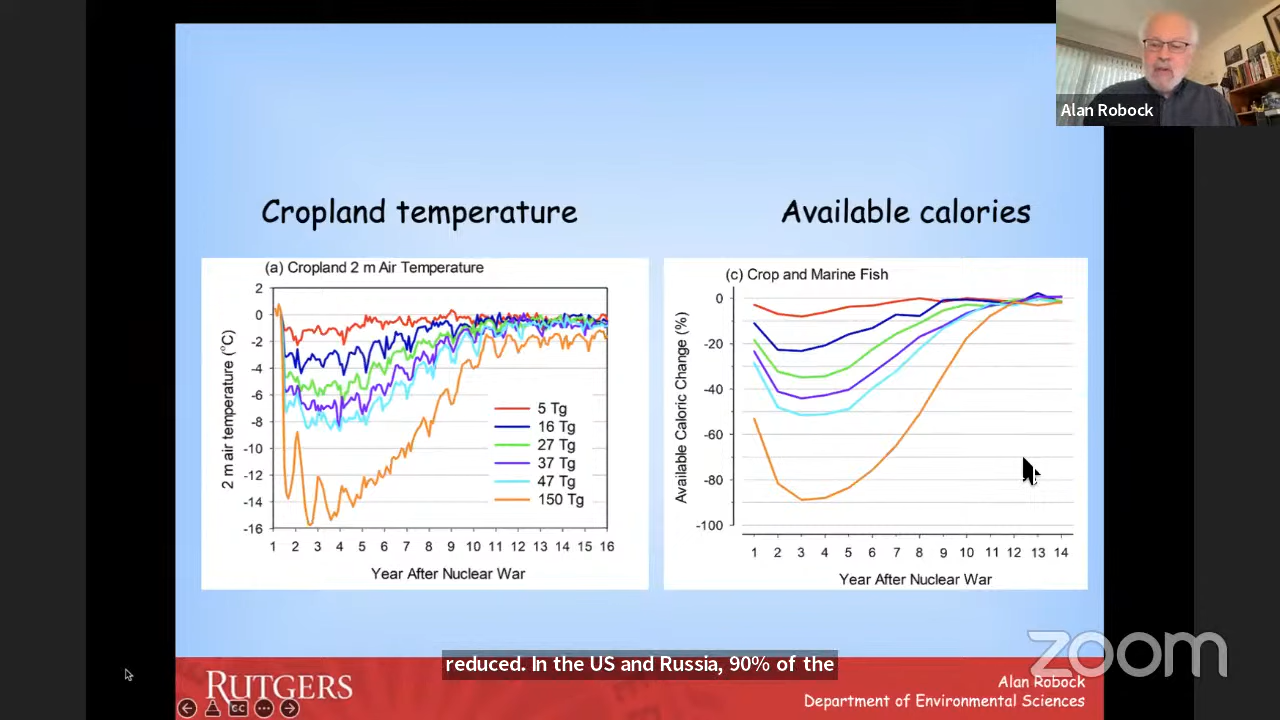 Alan Robock
Cropland temperature
Available calories
(a) Cropland 2 m Air Temperature
2 m air temperature (°C)
2
0
-2
-4
-6
-8
-10
-12
-14
-16
5 Tg
16 Tg
27 Tg
37 Tg
47 Tg
150 Tg
1 2 3 4 5 6 7 8 9 10 11 12 13 14 15 16
Year After Nuclear War
(c) Crop and Marine Fish
Available Caloric Change (%)
0
-20
-40
-60
-80
-100
1 2 3 4 5 6 7 8 9 10 11 12 13 14
Year After Nuclear War
zoom
reduced. In the US and Russia, 90% of the
RUTGERS
Alan Robock
Department of Environmental Sciences
CC